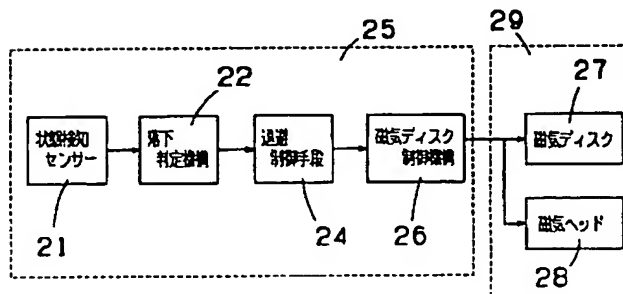 25
29
22
27
状態検知
センサー
落下
判定機構
退避
制御手段
磁気ディスク
制御機構
磁気ディスク
21
24
26
磁気ヘッド
28